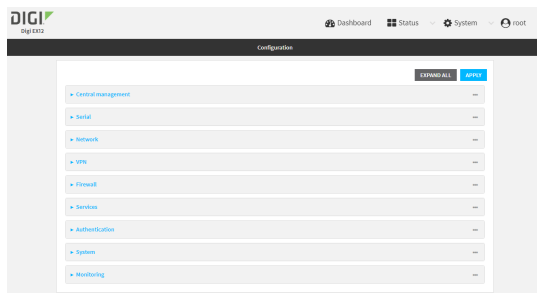 DIGI
Digi EX12
Dashboard
Status
System
root
Configuration
EXPAND ALL
APPLY
Central management
Serial
Network
VPN
Firewall
Services
Authentication
System
Monitoring